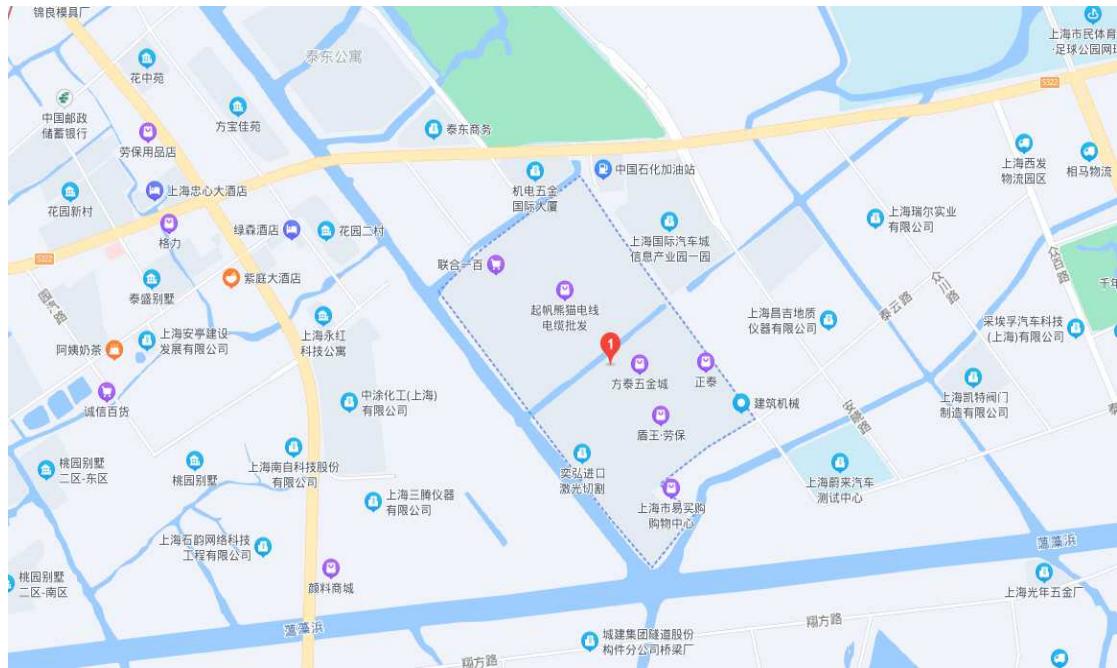 锦良模具厂
上海市民体育
·足球公园网球
泰东公寓
花中苑
S322
中国邮政
储蓄银行
方宝佳苑
泰东商务
劳保用品店
上海西发
物流园区
相马物流
中国石化加油站
机电五金
国际大厦
上海忠心大酒店
花园新村
格力
绿森酒店
花园二村
上海瑞尔实业
有限公司
上海国际汽车城
信息产业园一园
S322
联合一百
紫庭大酒店
泰盛别墅
众百路
众川路
千年
园汽路
起帆熊猫电线
电缆批发
泰云路
上海昌吉地质
仪器有限公司
采埃孚汽车科技
(上海)有限公司
上海安亭建设
发展有限公司
上海永红
科技公寓
1
阿姨奶茶
方泰五金城
正泰
诚信百货
中涂化工(上海)
有限公司
建筑机械
上海凯特阀门
制造有限公司
盾王·劳保
桃园别墅
二区-东区
桃园别墅
上海南自科技股份
有限公司
奕弘进口
激光切割
上海蔚来汽车
测试中心
上海三腾仪器
有限公司
上海市易买购
购物中心
上海石韵网络科技
工程有限公司
蕰藻浜
桃园别墅
二区-南区
颜料商城
上海光年五金厂
蕰藻浜
翔方路
城建集团隧道股份
构件分公司桥梁厂
翔方路